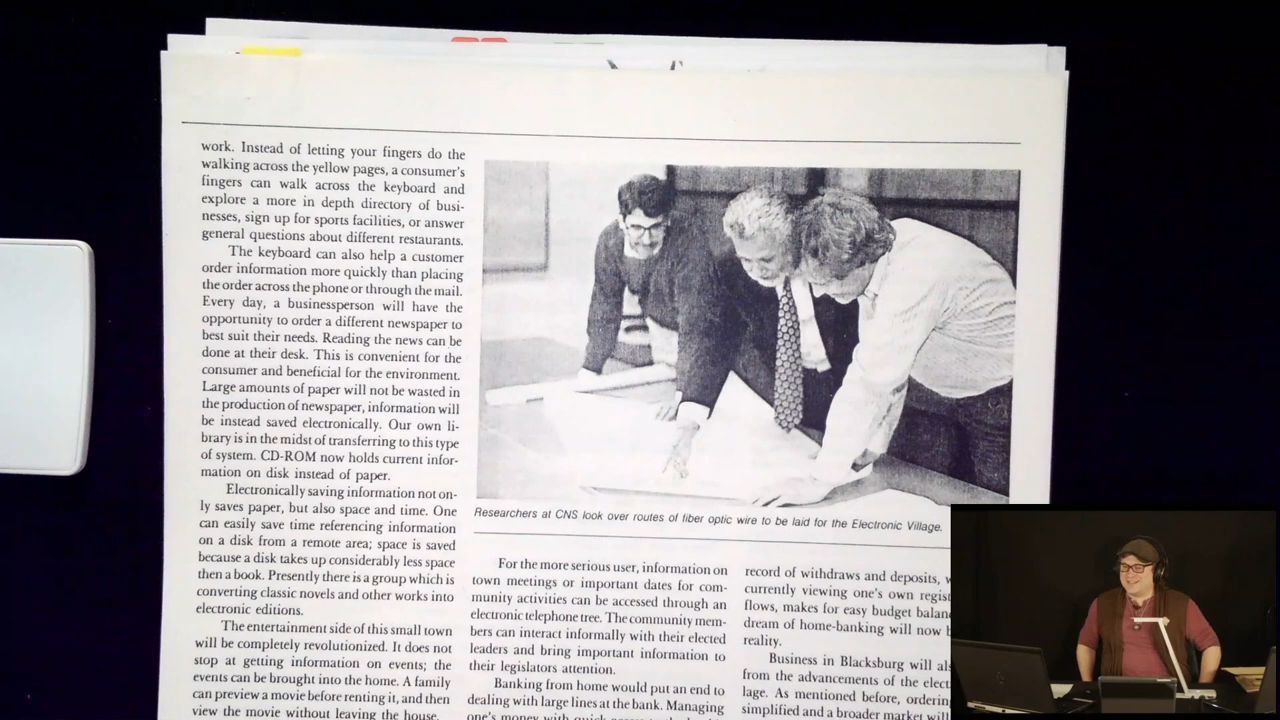 work. Instead of letting your fingers do the
walking across the yellow pages, a consumer's
fingers can walk across the keyboard and
explore a more in depth directory of busi-
nesses, sign up for sports facilities, or answer
general questions about different restaurants.
The keyboard can also help a customer
order information more quickly than placing
the order across the phone or through the mail.
Every day, a businessperson will have the
opportunity to order a different newspaper to
best suit their needs. Reading the news can be
done at their desk. This is convenient for the
consumer and beneficial for the environment.
Large amounts of paper will not be wasted in
the production of newspaper, information will
be instead saved electronically. Our own li-
brary is in the midst of transferring to this type
of system. CD-ROM now holds current infor-
mation on disk instead of paper.
Electronically saving information not on-
ly saves paper, but also space and time. One
can easily save time referencing information
on a disk from a remote area; space is saved
because a disk takes up considerably less space
then a book. Presently there is a group which is
converting classic novels and other works into
electronic editions.
The entertainment side of this small town
will be completely revolutionized. It does not
stop at getting information on events; the
events can be brought into the home. A family
can preview a movie before renting it, and then
view the movie without leaving the house.
Researchers at CNS look over routes of fiber optic wire to be laid for the Electronic Village.
For the more serious user, information on
town meetings or important dates for com-
munity activities can be accessed through an
electronic telephone tree. The community mem-
bers can interact informally with their elected
leaders and bring important information to
their legislators attention.
Banking from home would put an end to
dealing with large lines at the bank. Managing
one's money with quick
record of withdraws and deposits,
currently viewing one's own
flows, makes for easy budget
dream of home-banking will now
reality.
Business in Blacksburg will
from the advancements of the
lage. As mentioned before,
simplified and a broader market will